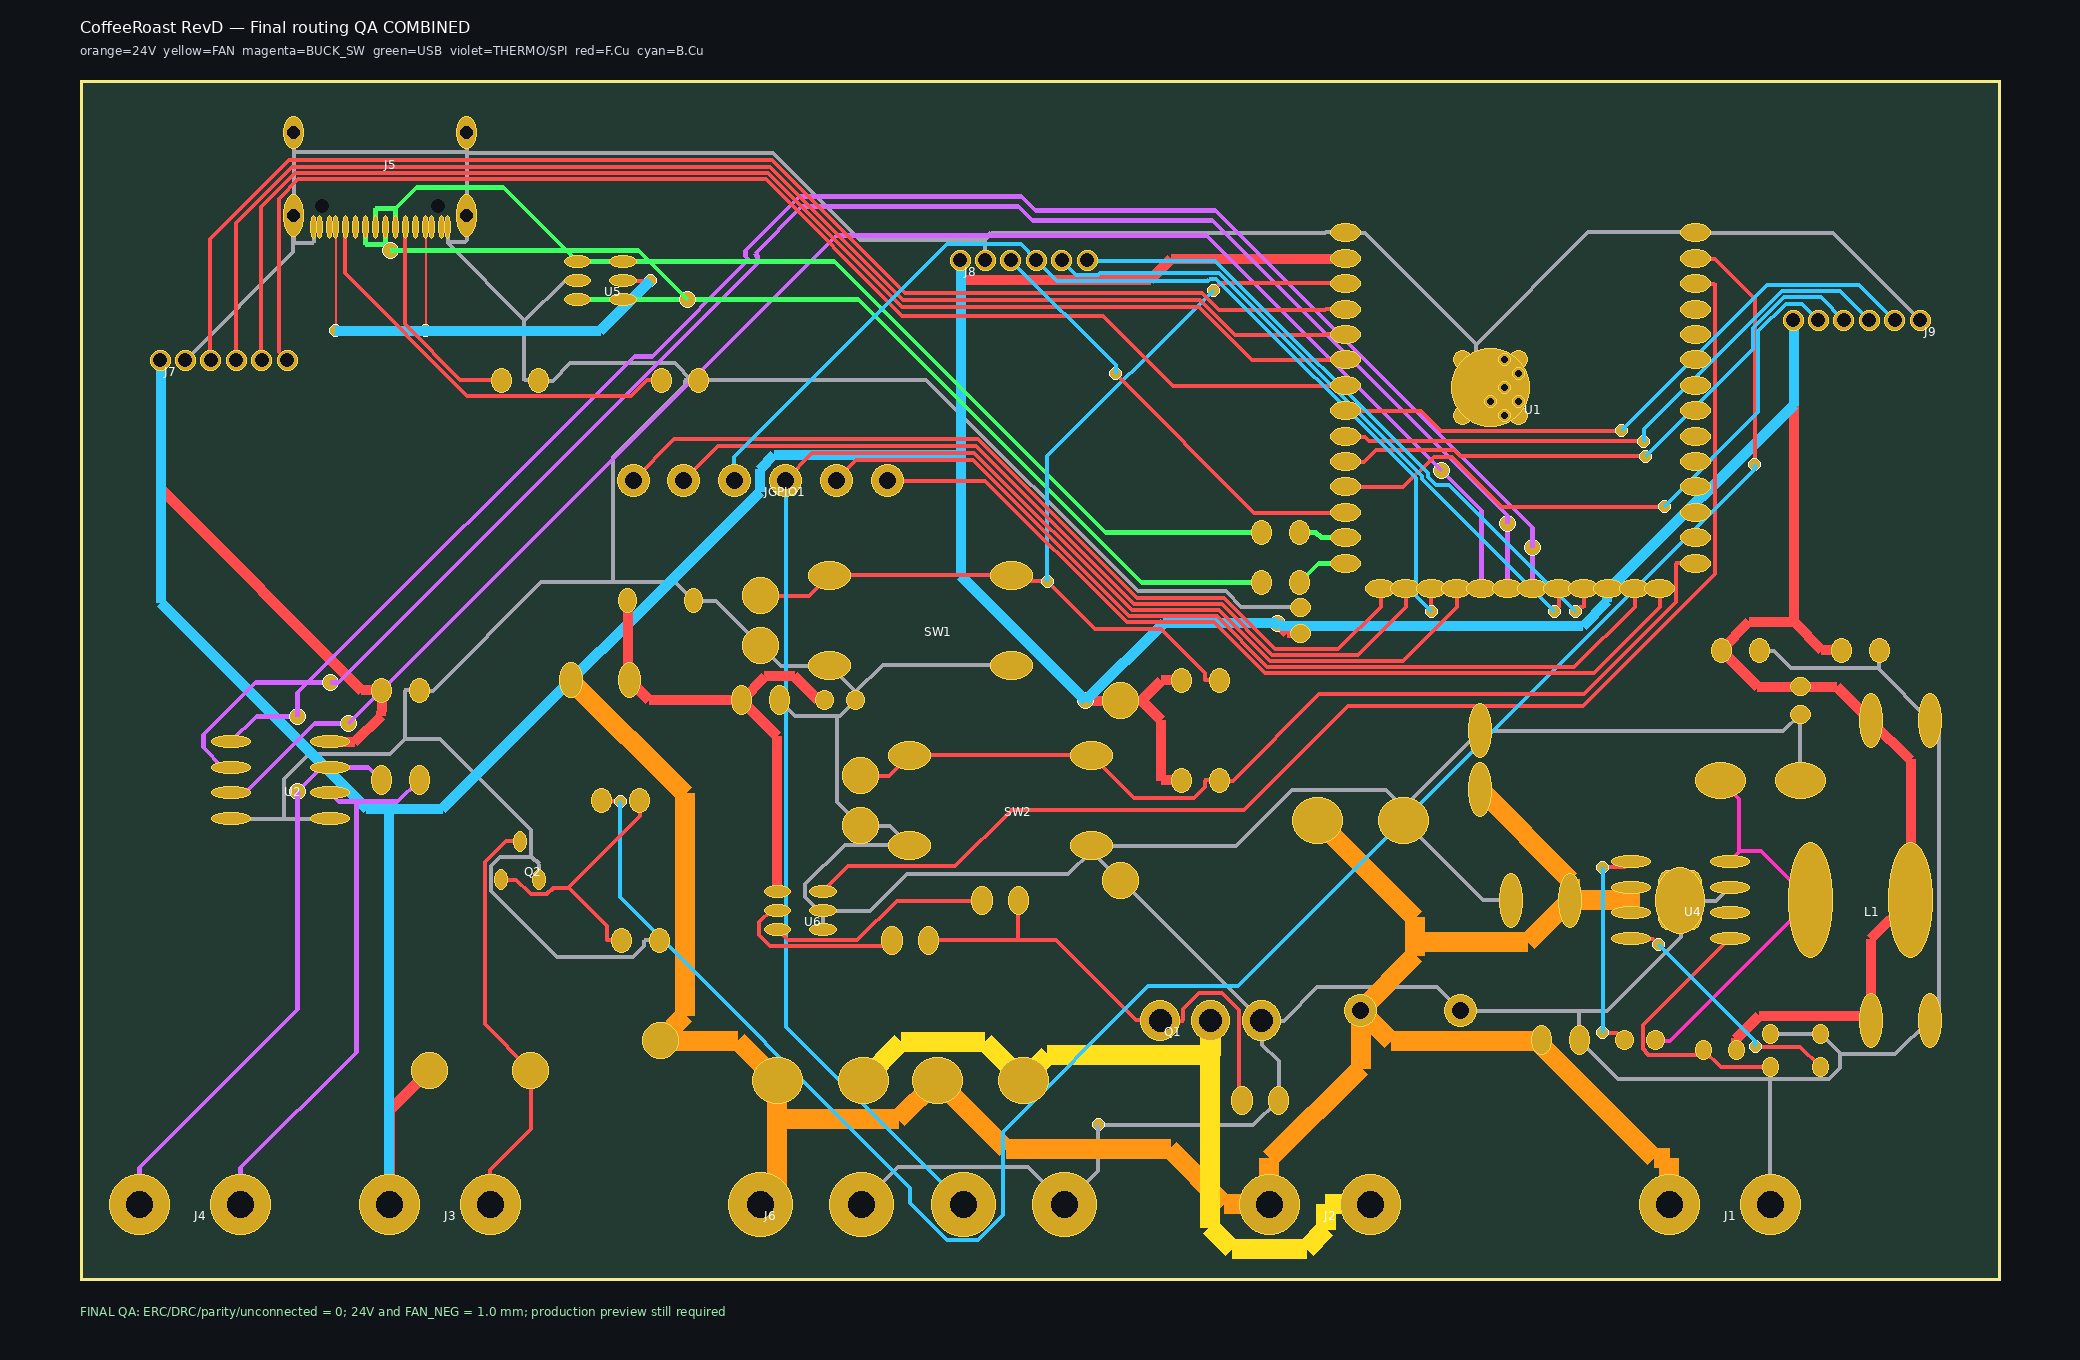 CoffeeRoast RevD — Final routing QA COMBINED
orange=24V yellow=FAN magenta=BUCK_SW green=USB violet=THERMO/SPI red=F.Cu cyan=B.Cu
J5
J8
U5
J9
J7
U1
JGPIO1
SW1
U2
SW2
Q2
U6
U4
L1
Q1
J4
J3
J6
J2
J1
FINAL QA: ERC/DRC/parity/unconnected = 0; 24V and FAN_NEG = 1.0 mm; production preview still required